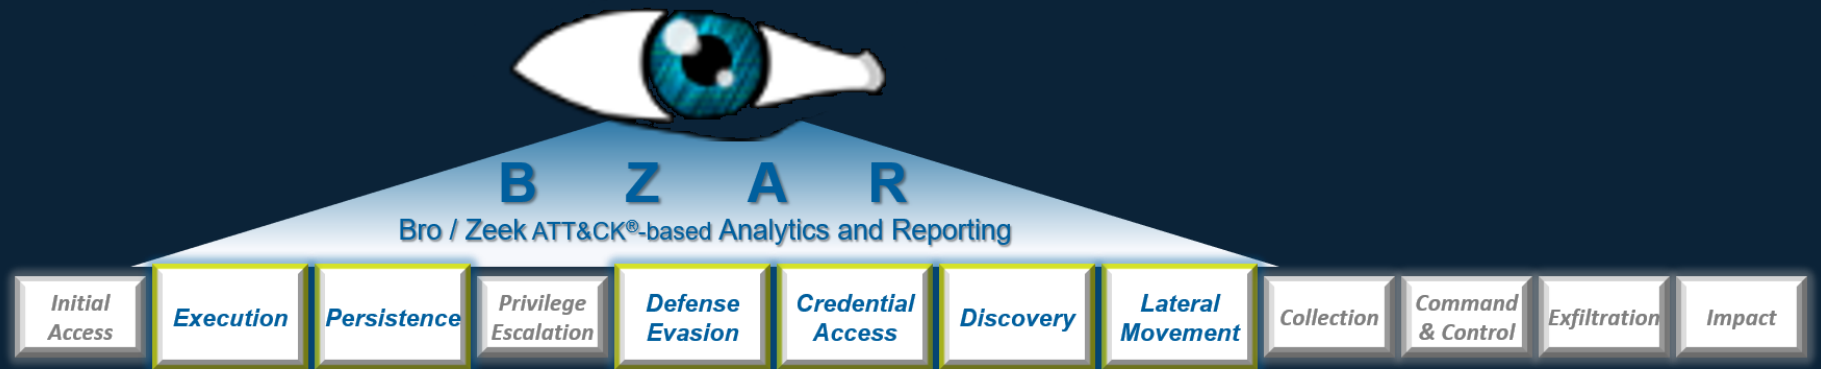 B Z A R
Bro / Zeek ATT&CK®-based Analytics and Reporting
Initial
Access
Execution
Persistence
Privilege
Escalation
Defense
Evasion
Credential
Access
Discovery
Lateral
Movement
Collection
Command
& Control
Exfiltration
Impact